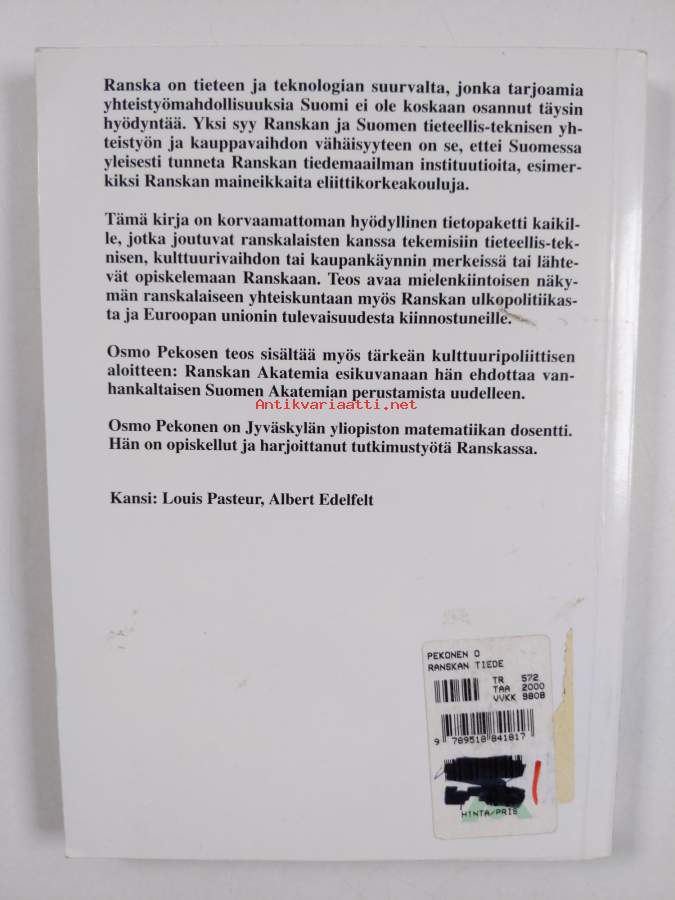 Ranska on tieteen ja teknologian suurvalta, jonka tarjoamia
yhteistyömahdollisuuksia Suomi ei ole koskaan osannut täysin
hyödyntää. Yksi syy Ranskan ja Suomen tieteellis-teknisen yh-
teistyön ja kauppavaihdon vähäisyyteen on se, ettei Suomessa
yleisesti tunneta Ranskan tiedemaailman instituutioita, esimer-
kiksi Ranskan maineikkaita eliittikorkeakouluja.
Tämä kirja on korvaamattoman hyödyllinen tietopaketti kaikil-
le, jotka joutuvat ranskalaisten kanssa tekemisiin tieteellis-tek-
nisen, kulttuurivaihdon tai kaupankäynnin merkeissä tai lähte-
vät opiskelemaan Ranskaan. Teos avaa mielenkiintoisen näky-
män ranskalaiseen yhteiskuntaan myös Ranskan ulkopolitiikas-
ta ja Euroopan unionin tulevaisuudesta kiinnostuneille.
Osmo Pekosen teos sisältää myös tärkeän kulttuuripoliittisen
aloitteen: Ranskan Akatemia esikuvanaan hän ehdottaa van-
hankaltaisen Suomen Akatemian perustamista uudelleen.
Antikvariaatti.net
Osmo Pekonen on Jyväskylän yliopiston matematiikan dosentti.
Hän on opiskellut ja harjoittanut tutkimustyötä Ranskassa.
Kansi: Louis Pasteur, Albert Edelfelt
PEKONEN O
RANSKAN TIEDE
TR 572
TAA 2000
VVKK 9808
9 789518 841817
HINTA/PRIS